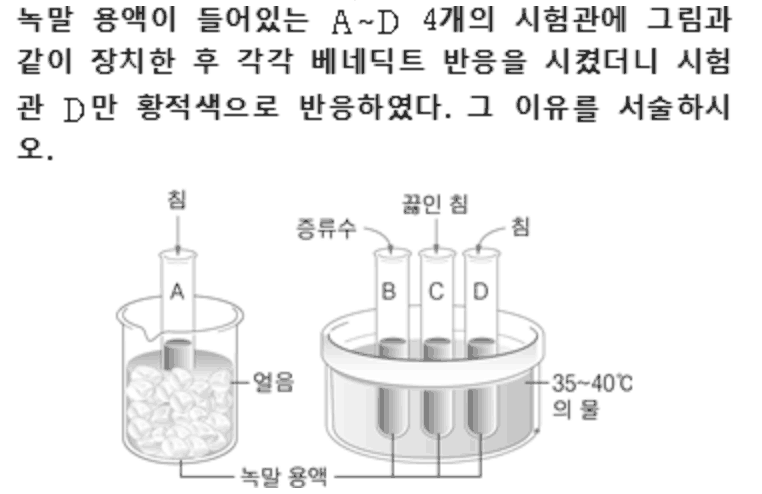 녹말 용액이 들어있는 A~D 4개의 시험관에 그림과
같이 장치한 후 각각 베네딕트 반응을 시켰더니 시험
관 D만 황적색으로 반응하였다. 그 이유를 서술하시
오.
침
끓인 침
증류수
침
A
B
C
D
얼음
35~40℃
의 물
녹말 용액